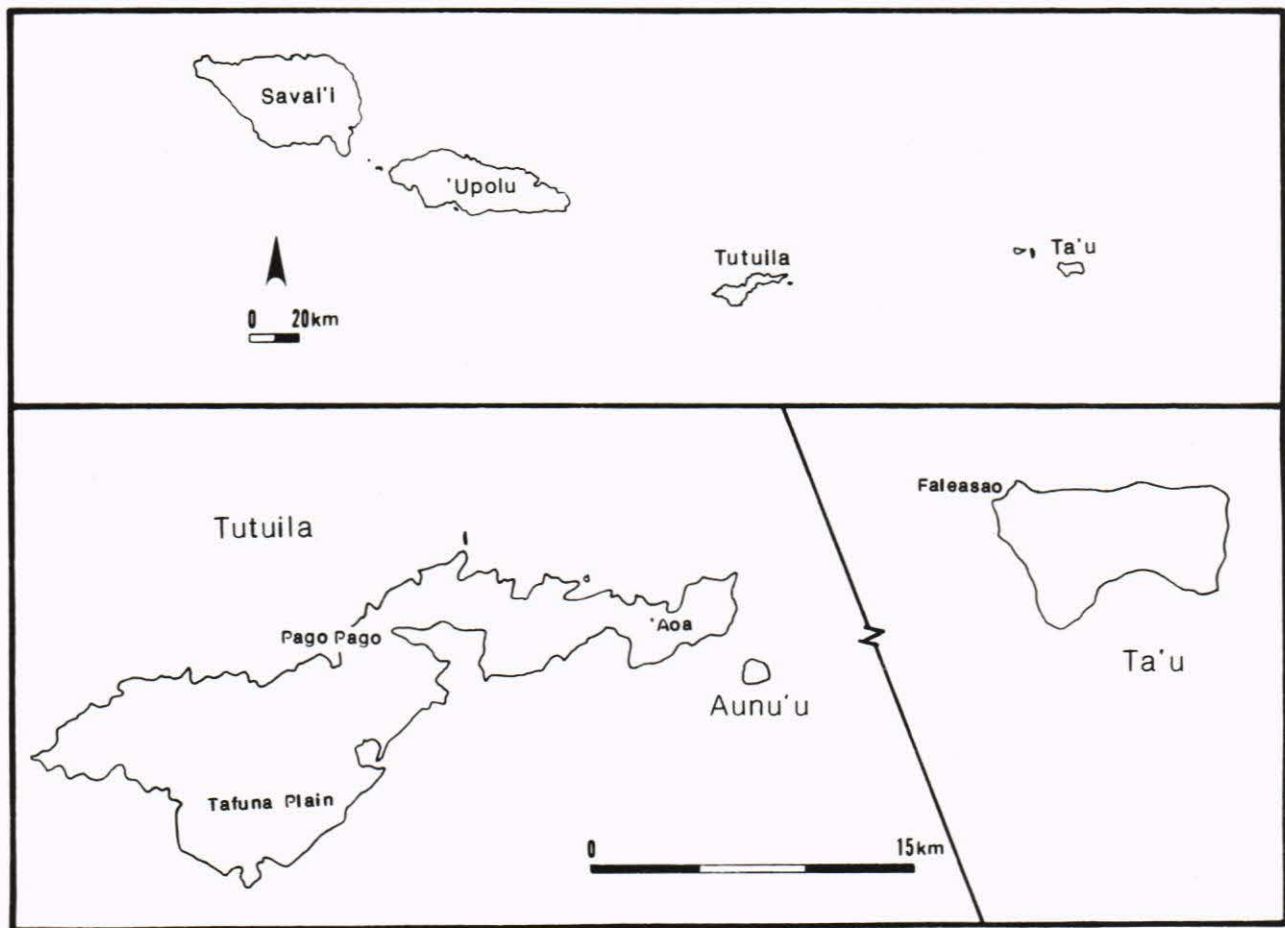 Savai'i
'Upolu
Tutuila
Ta'u
0 20km
Tutuila
Faleasao
Pago Pago
'Aoa
Ta'u
Aunu'u
Tafuna Plain
0 15km